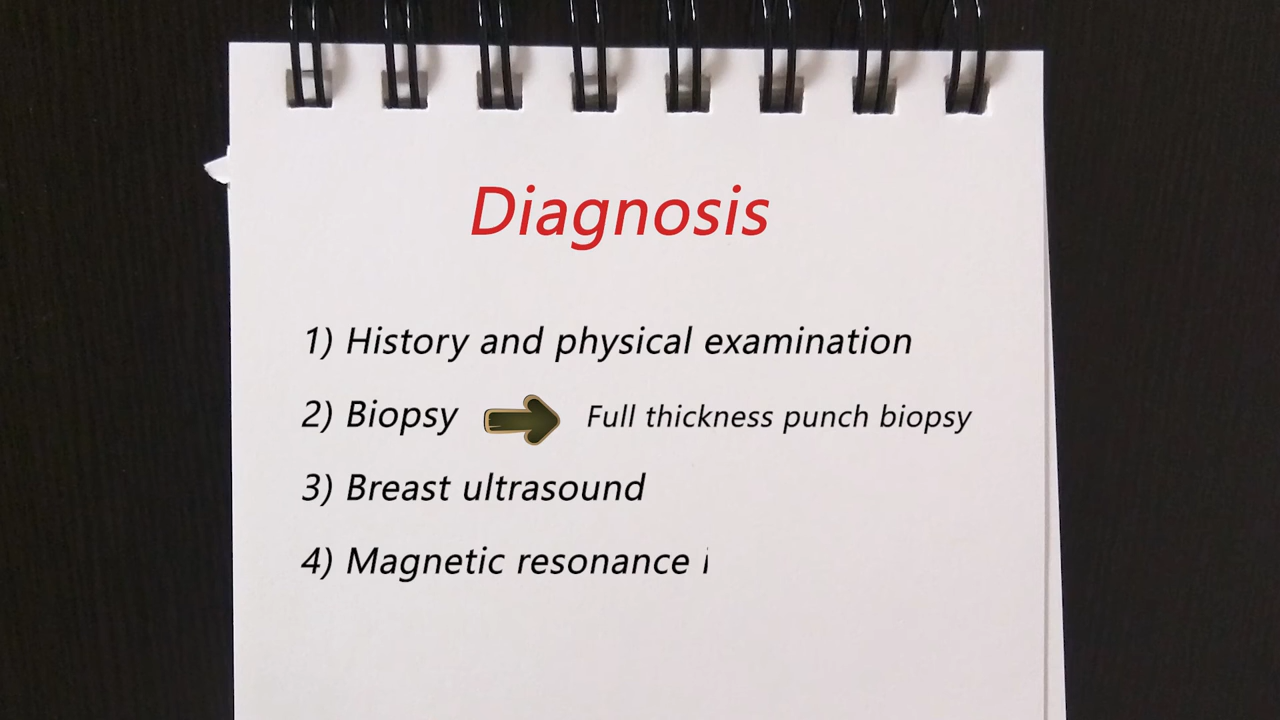 Diagnosis
1) History and physical examination
2) Biopsy Full thickness punch biopsy
3) Breast ultrasound
4) Magnetic resonance